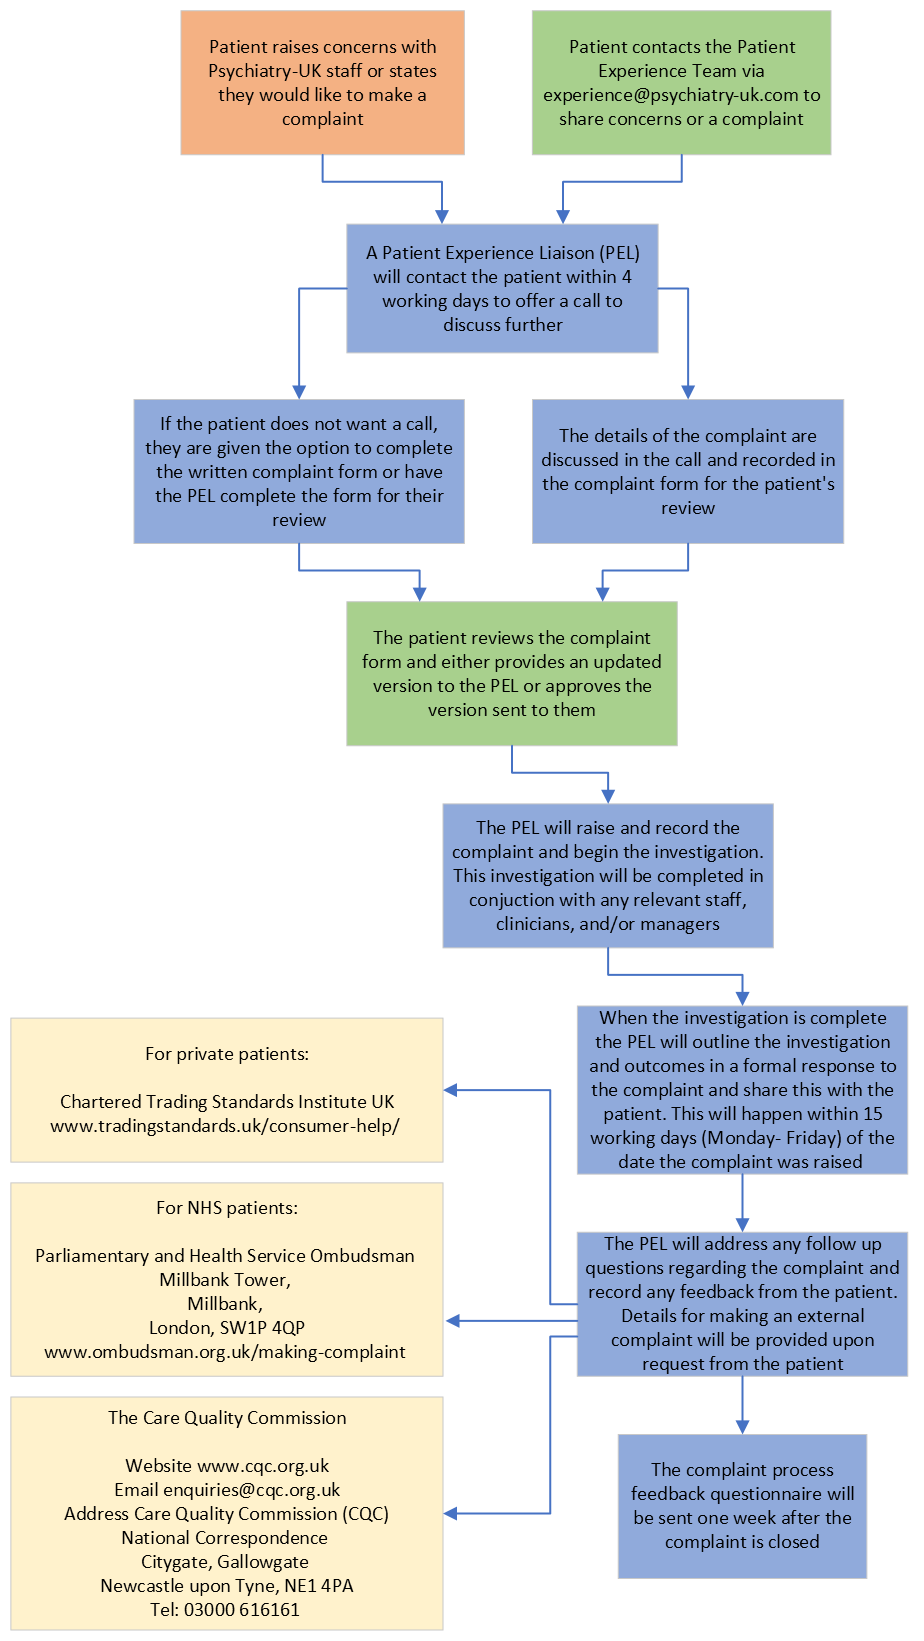 Patient raises concerns with
Psychiatry-UK staff or states
they would like to make a
complaint
Patient contacts the Patient
Experience Team via
experience@psychiatry-uk.com to
share concerns or a complaint
A Patient Experience Liaison (PEL)
will contact the patient within 4
working days to offer a call to
discuss further
If the patient does not want a call,
they are given the option to complete
the written complaint form or have
the PEL complete the form for their
review
The details of the complaint are
discussed in the call and recorded in
the complaint form for the patient's
review
The patient reviews the complaint
form and either provides an updated
version to the PEL or approves the
version sent to them
The PEL will raise and record the
complaint and begin the investigation.
This investigation will be completed in
conjuction with any relevant staff,
clinicians, and/or managers
When the investigation is complete
the PEL will outline the investigation
and outcomes in a formal response to
the complaint and share this with the
patient. This will happen within 15
working days (Monday- Friday) of the
date the complaint was raised
The PEL will address any follow up
questions regarding the complaint and
record any feedback from the patient.
Details for making an external
complaint will be provided upon
request from the patient
The complaint process
feedback questionnaire will
be sent one week after the
complaint is closed
For private patients:
Chartered Trading Standards Institute UK
www.tradingstandards.uk/consumer-help/
For NHS patients:
Parliamentary and Health Service Ombudsman
Millbank Tower,
Millbank,
London, SW1P 4QP
www.ombudsman.org.uk/making-complaint
The Care Quality Commission
Website www.cqc.org.uk
Email enquiries@cqc.org.uk
Address Care Quality Commission (CQC)
National Correspondence
Citygate, Gallowgate
Newcastle upon Tyne, NE1 4PA
Tel: 03000 616161